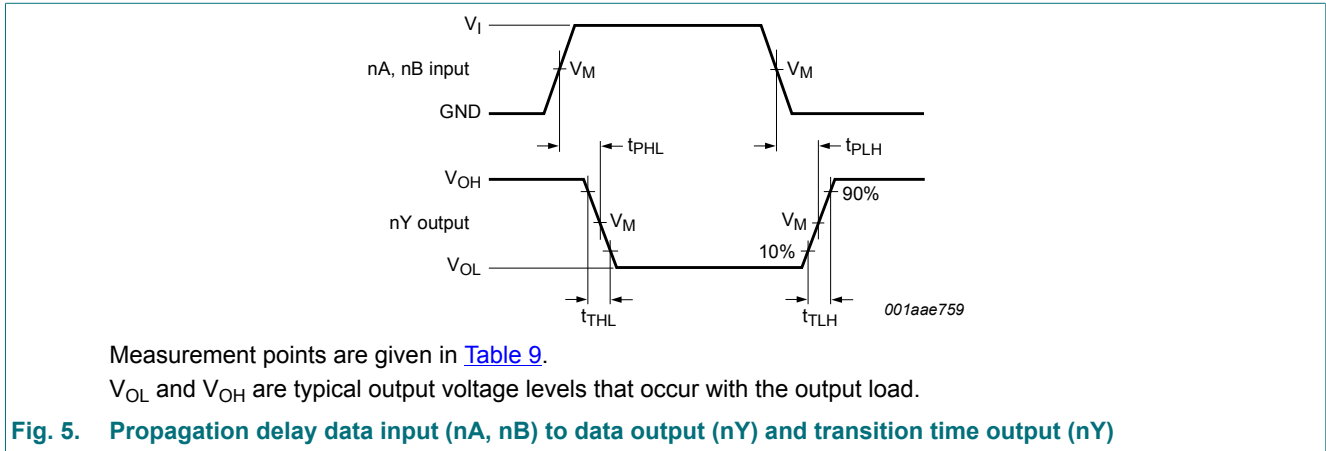 V_I
nA, nB input
V_M
V_M
GND
t_PHL
t_PLH
V_OH
90%
nY output
V_M
V_M
10%
V_OL
t_THL
t_TLH
001aae759
Measurement points are given in Table 9.
V_OL and V_OH are typical output voltage levels that occur with the output load.
Fig. 5. Propagation delay data input (nA, nB) to data output (nY) and transition time output (nY)